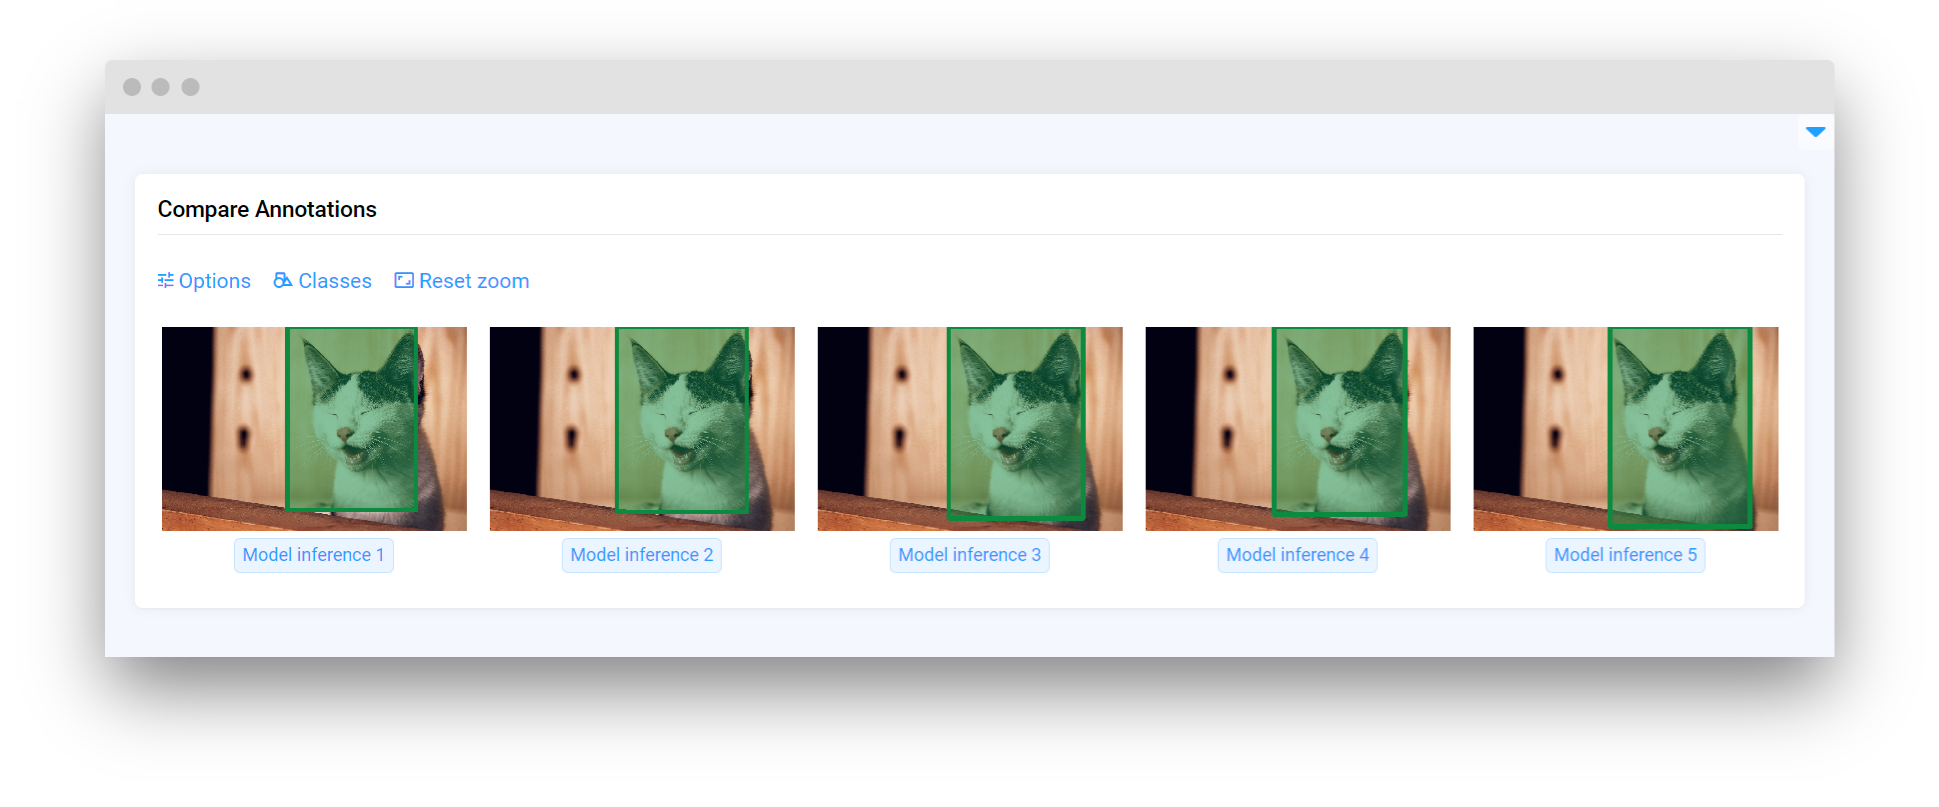 Compare Annotations
Options Classes Reset zoom
Model inference 1 Model inference 2 Model inference 3 Model inference 4 Model inference 5